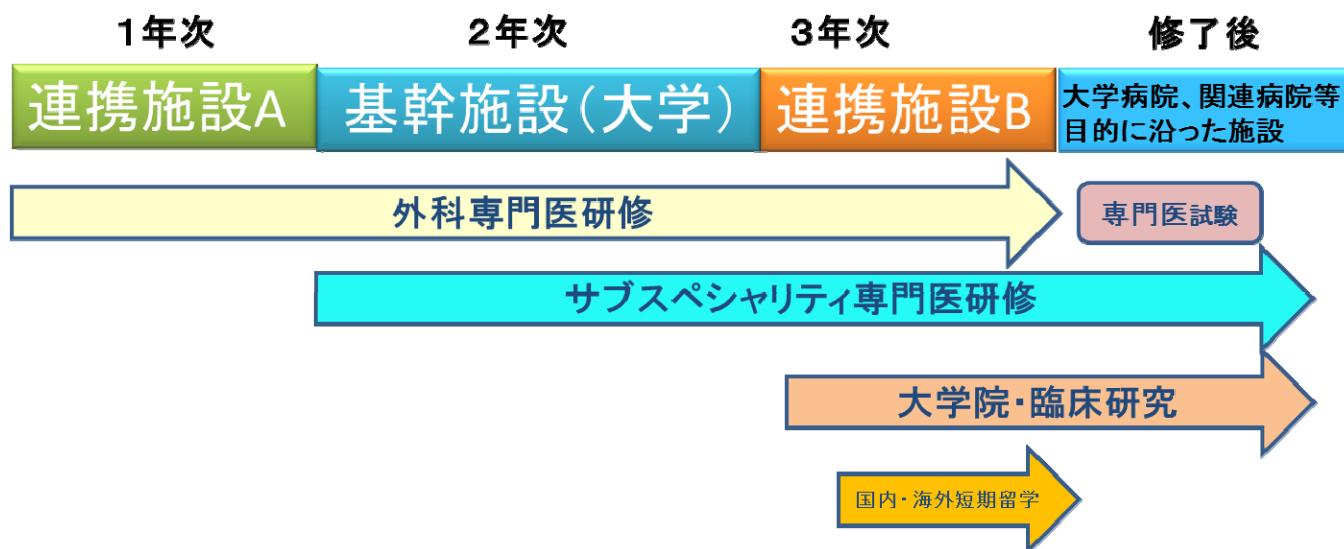 1年次
2年次
3年次
修了後
連携施設A
基幹施設(大学)
連携施設B
大学病院、関連病院等
目的に沿った施設
外科専門医研修
専門医試験
サブスペシャリティ専門医研修
大学院・臨床研究
国内・海外短期留学